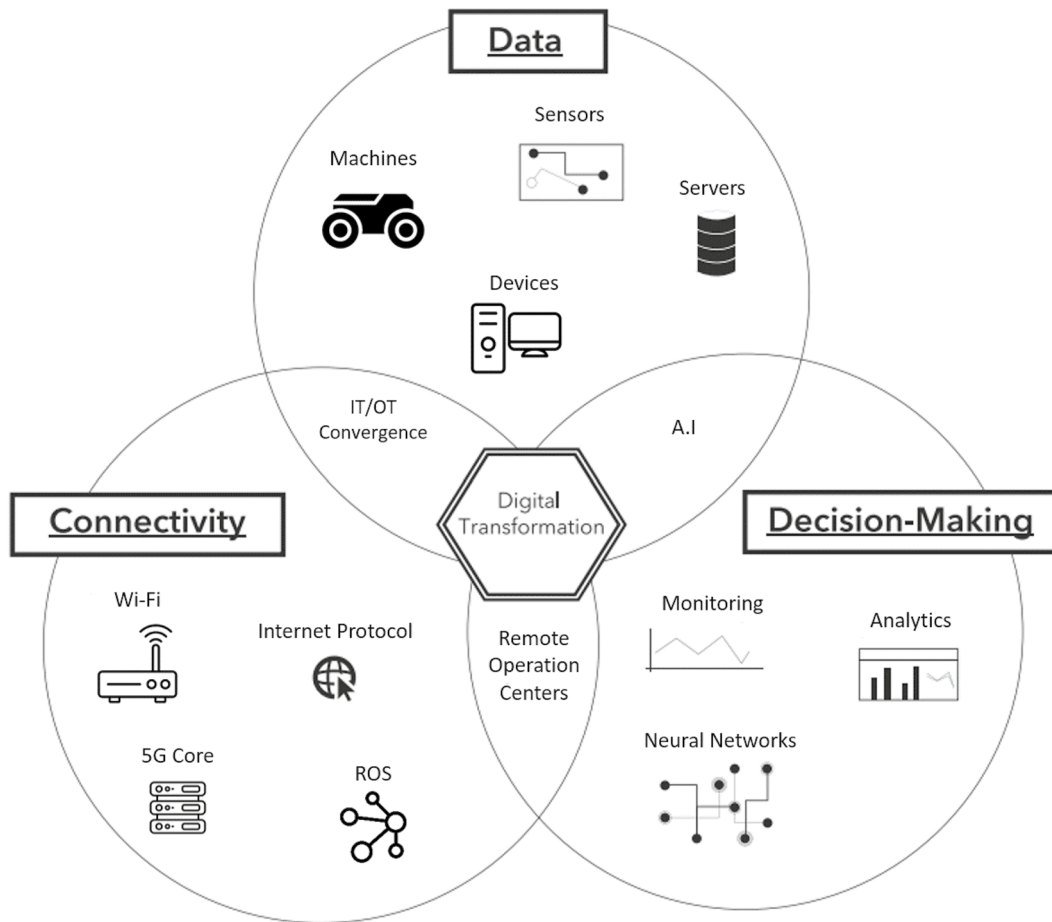 Data
Sensors
Machines
Servers
Devices
IT/OT
Convergence
A.I
Digital
Transformation
Connectivity
Decision-Making
Wi-Fi
Internet Protocol
Remote
Operation
Centers
Monitoring
Analytics
5G Core
ROS
Neural Networks